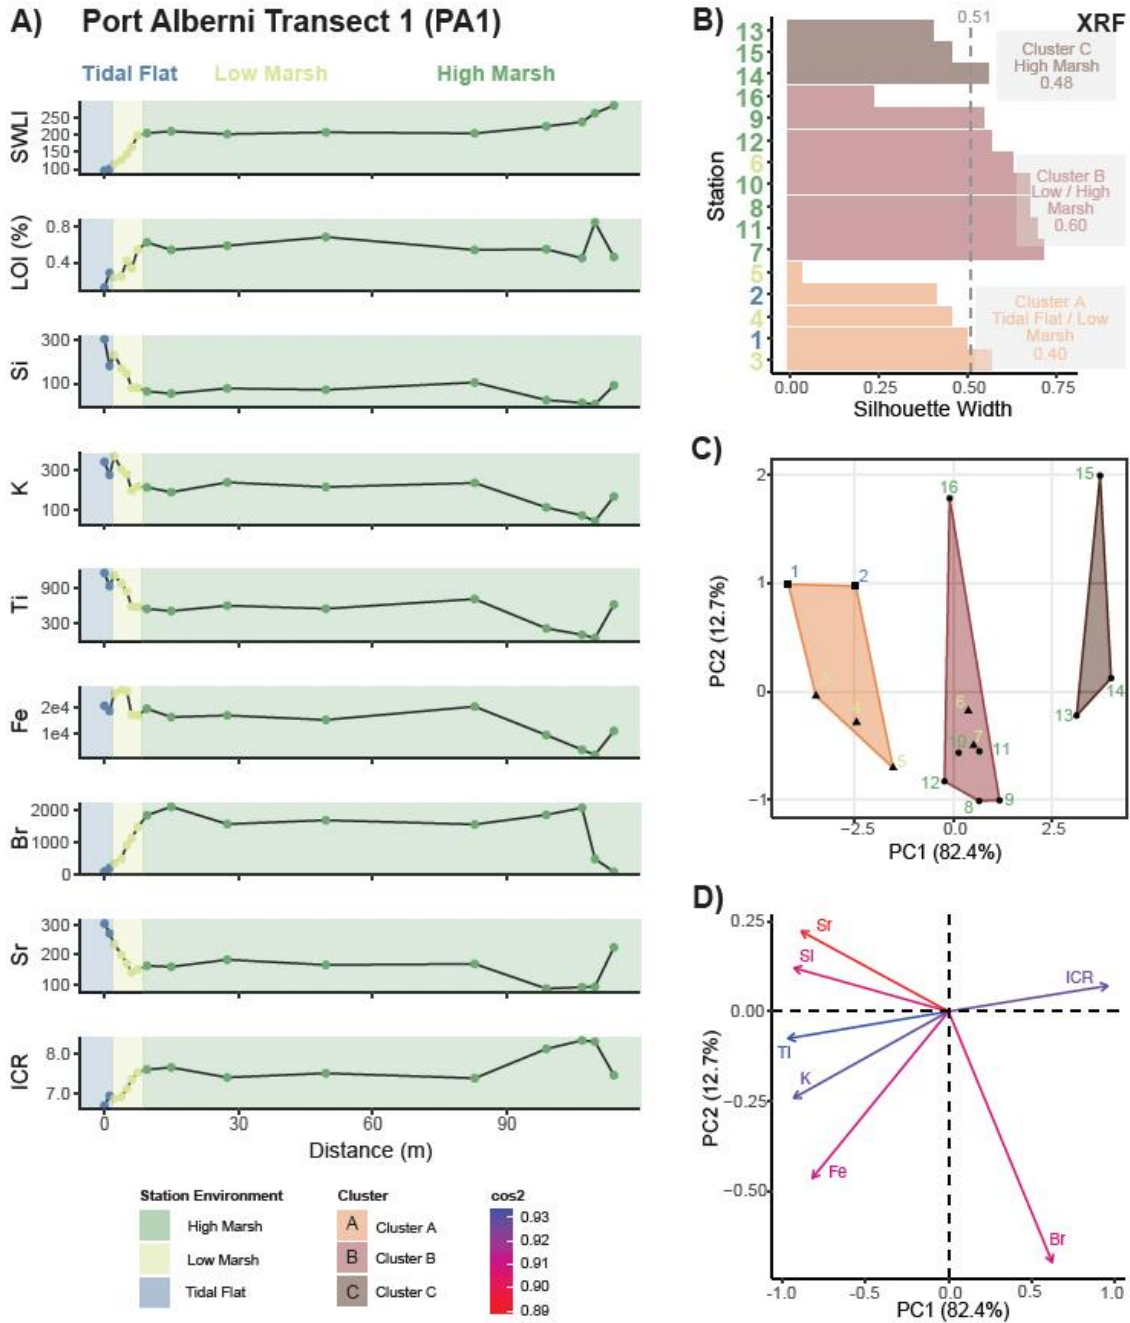 A) Port Alberni Transect 1 (PA1)
Tidal Flat Low Marsh High Marsh
SWLI
250
200
150
100
LOI (%)
0.8
0.4
Si
300
100
K
300
100
Ti
900
300
Fe
2e4
1e4
Br
2000
1000
0
Sr
300
200
100
ICR
8.0
7.0
0 30 60 90
Distance (m)
Station Environment
High Marsh
Low Marsh
Tidal Flat
Cluster
A Cluster A
B Cluster B
C Cluster C
cos2
0.93
0.92
0.91
0.90
0.89
B)
XRF
0.51
Station
13
15
14
16
9
12
6
10
8
11
7
5
2
4
1
3
Cluster C
High Marsh
0.48
Cluster B
Low / High
Marsh
0.60
Cluster A
Tidal Flat / Low
Marsh
0.40
0.00 0.25 0.50 0.75
Silhouette Width
C)
PC2 (12.7%)
2
1
0
−1
1
2
3
4
5
16
6
7
10
11
12
8
9
15
14
13
−2.5 0.0 2.5
PC1 (82.4%)
D)
PC2 (12.7%)
0.25
0.00
−0.25
−0.50
Sr
SI
ICR
TI
K
Fe
Br
-1.0 -0.5 0.0 0.5 1.0
PC1 (82.4%)